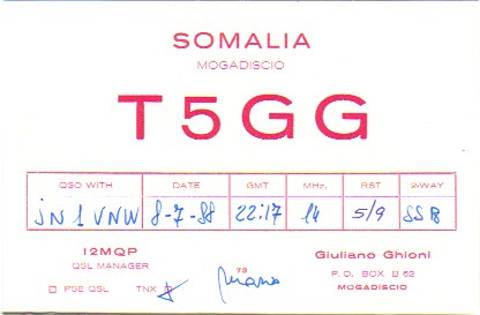 SOMALIA
MOGADISCIO
T5GG
QSO WITH DATE GMT MHz. RST 2-WAY
JN1VNW 8-7-88 22:17 14 5/9 SSB
I2MQP
QSL MANAGER
PSE QSL TNX
73
Giuliano Ghioni
P. O. BOX
62
MOGADISCIO